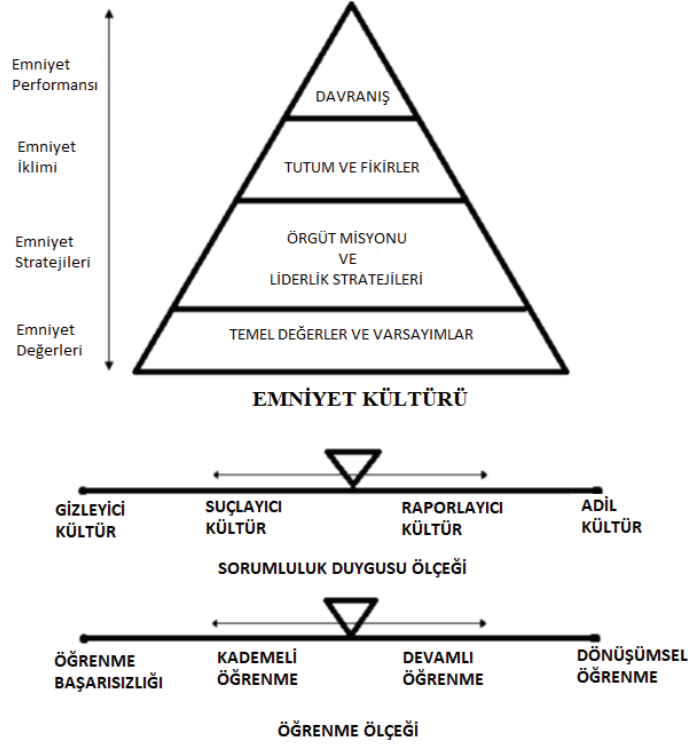 Emniyet
Performansı
DAVRANIŞ
Emniyet
İklimi
TUTUM VE FİKİRLER
Emniyet
Stratejileri
ÖRGÜT MİSYONU
VE
LİDERLİK STRATEJİLERİ
Emniyet
Değerleri
TEMEL DEĞERLER VE VARSAYIMLAR
EMNİYET KÜLTÜRÜ
GİZLEYİCİ
KÜLTÜR
SUÇLAYICI
KÜLTÜR
RAPORLAYICI
KÜLTÜR
ADİL
KÜLTÜR
SORUMLULUK DUYGUSU ÖLÇEĞİ
ÖĞRENME
BAŞARISIZLIĞI
KADEMELİ
ÖĞRENME
DEVAMLI
ÖĞRENME
DÖNÜŞÜMSEL
ÖĞRENME
ÖĞRENME ÖLÇEĞİ